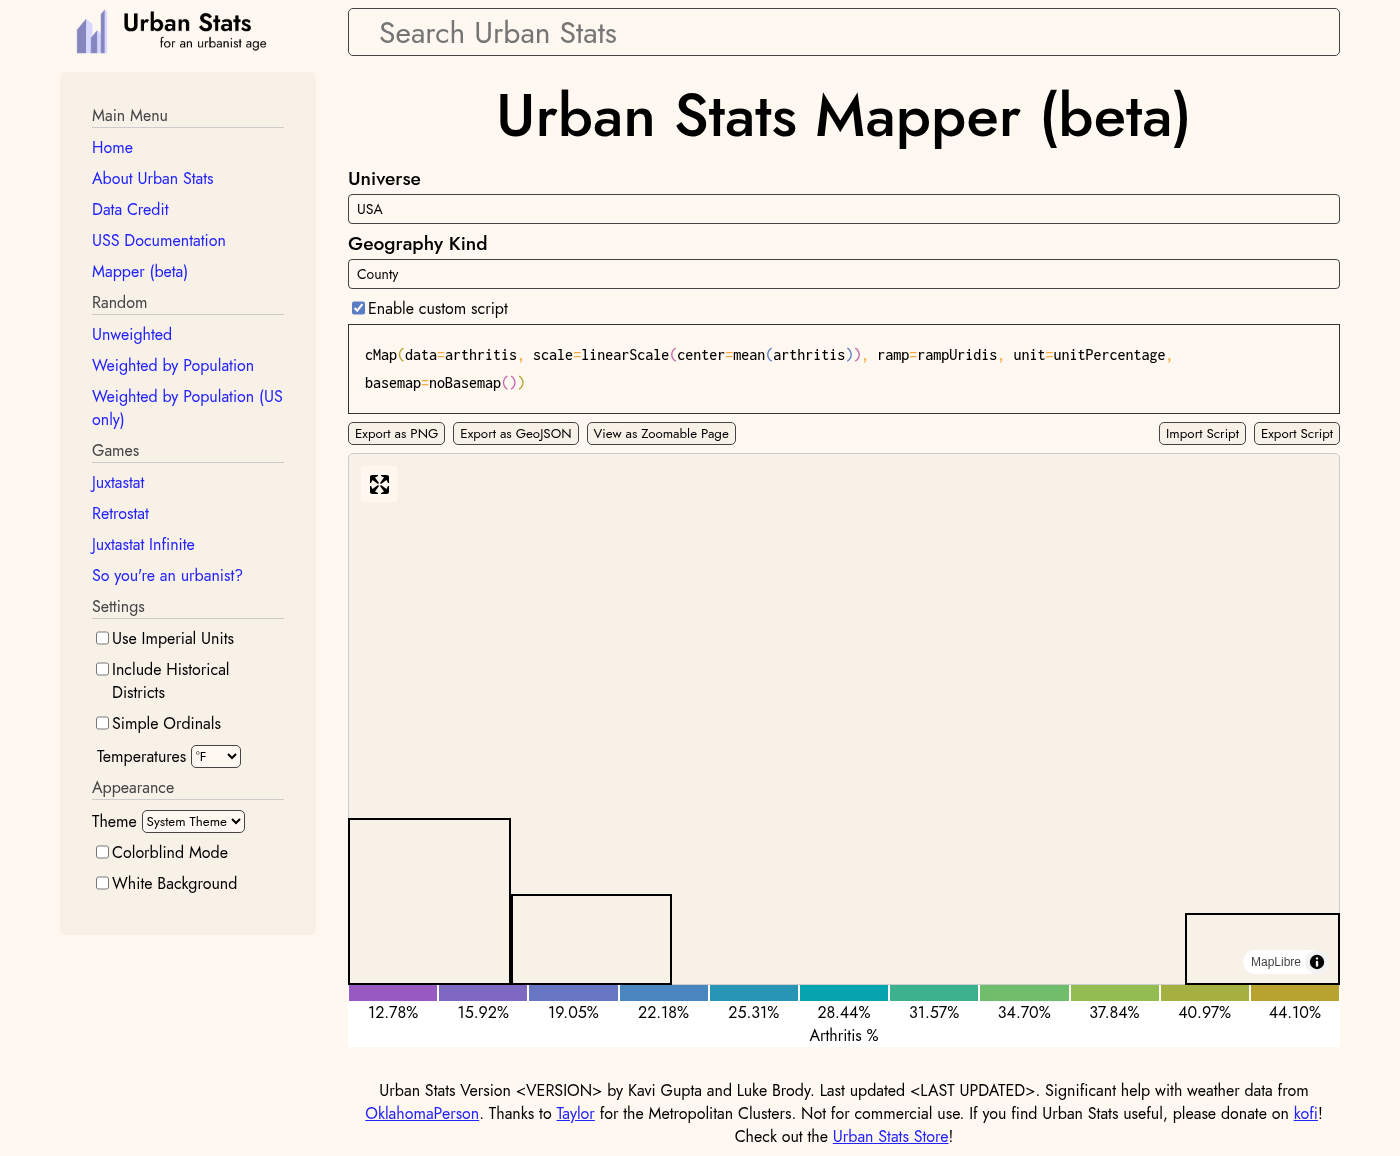 Urban Stats
for an urbanist age
Search Urban Stats
Main Menu
Home
About Urban Stats
Data Credit
USS Documentation
Mapper (beta)
Random
Unweighted
Weighted by Population
Weighted by Population (US
only)
Games
Juxtastat
Retrostat
Juxtastat Infinite
So you're an urbanist?
Settings
Use Imperial Units
Include Historical
Districts
Simple Ordinals
Temperatures °F
Appearance
Theme System Theme
Colorblind Mode
White Background
Urban Stats Mapper (beta)
Universe
USA
Geography Kind
County
Enable custom script
cMap(data=arthritis, scale=linearScale(center=mean(arthritis)), ramp=rampUridis, unit=unitPercentage,
basemap=noBasemap())
Export as PNG Export as GeoJSON View as Zoomable Page Import Script Export Script
MapLibre
12.78% 15.92% 19.05% 22.18% 25.31% 28.44% 31.57% 34.70% 37.84% 40.97% 44.10%
Arthritis %
Urban Stats Version <VERSION> by Kavi Gupta and Luke Brody. Last updated <LAST UPDATED>. Significant help with weather data from
OklahomaPerson. Thanks to Taylor for the Metropolitan Clusters. Not for commercial use. If you find Urban Stats useful, please donate on kofi!
Check out the Urban Stats Store!